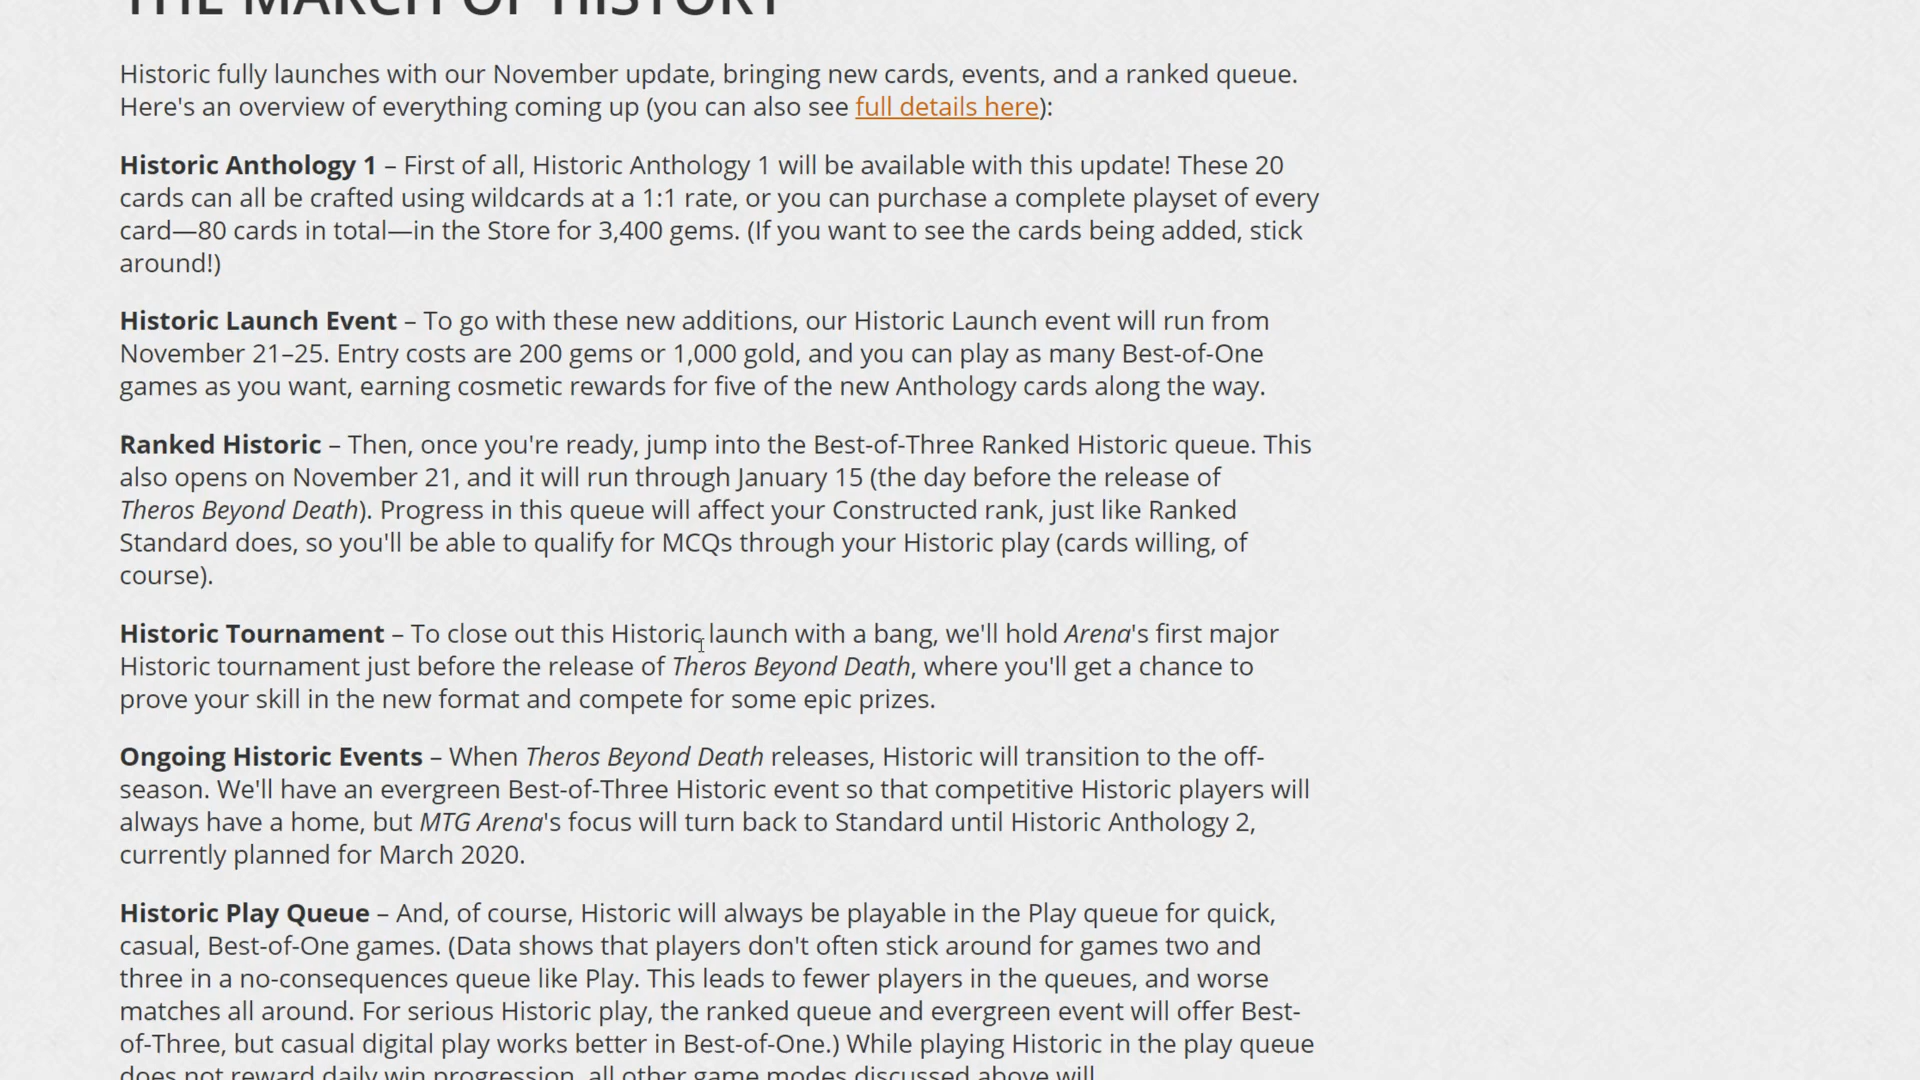 THE MARCH OF HISTORY
Historic fully launches with our November update, bringing new cards, events, and a ranked queue.
Here's an overview of everything coming up (you can also see full details here):
Historic Anthology 1 – First of all, Historic Anthology 1 will be available with this update! These 20
cards can all be crafted using wildcards at a 1:1 rate, or you can purchase a complete playset of every
card—80 cards in total—in the Store for 3,400 gems. (If you want to see the cards being added, stick
around!)
Historic Launch Event – To go with these new additions, our Historic Launch event will run from
November 21–25. Entry costs are 200 gems or 1,000 gold, and you can play as many Best-of-One
games as you want, earning cosmetic rewards for five of the new Anthology cards along the way.
Ranked Historic – Then, once you're ready, jump into the Best-of-Three Ranked Historic queue. This
also opens on November 21, and it will run through January 15 (the day before the release of
Theros Beyond Death). Progress in this queue will affect your Constructed rank, just like Ranked
Standard does, so you'll be able to qualify for MCQs through your Historic play (cards willing, of
course).
Historic Tournament – To close out this Historic launch with a bang, we'll hold Arena's first major
Historic tournament just before the release of Theros Beyond Death, where you'll get a chance to
prove your skill in the new format and compete for some epic prizes.
Ongoing Historic Events – When Theros Beyond Death releases, Historic will transition to the off-
season. We'll have an evergreen Best-of-Three Historic event so that competitive Historic players will
always have a home, but MTG Arena's focus will turn back to Standard until Historic Anthology 2,
currently planned for March 2020.
Historic Play Queue – And, of course, Historic will always be playable in the Play queue for quick,
casual, Best-of-One games. (Data shows that players don't often stick around for games two and
three in a no-consequences queue like Play. This leads to fewer players in the queues, and worse
matches all around. For serious Historic play, the ranked queue and evergreen event will offer Best-
of-Three, but casual digital play works better in Best-of-One.) While playing Historic in the play queue
does not reward daily win progression, all other game modes discussed above will.